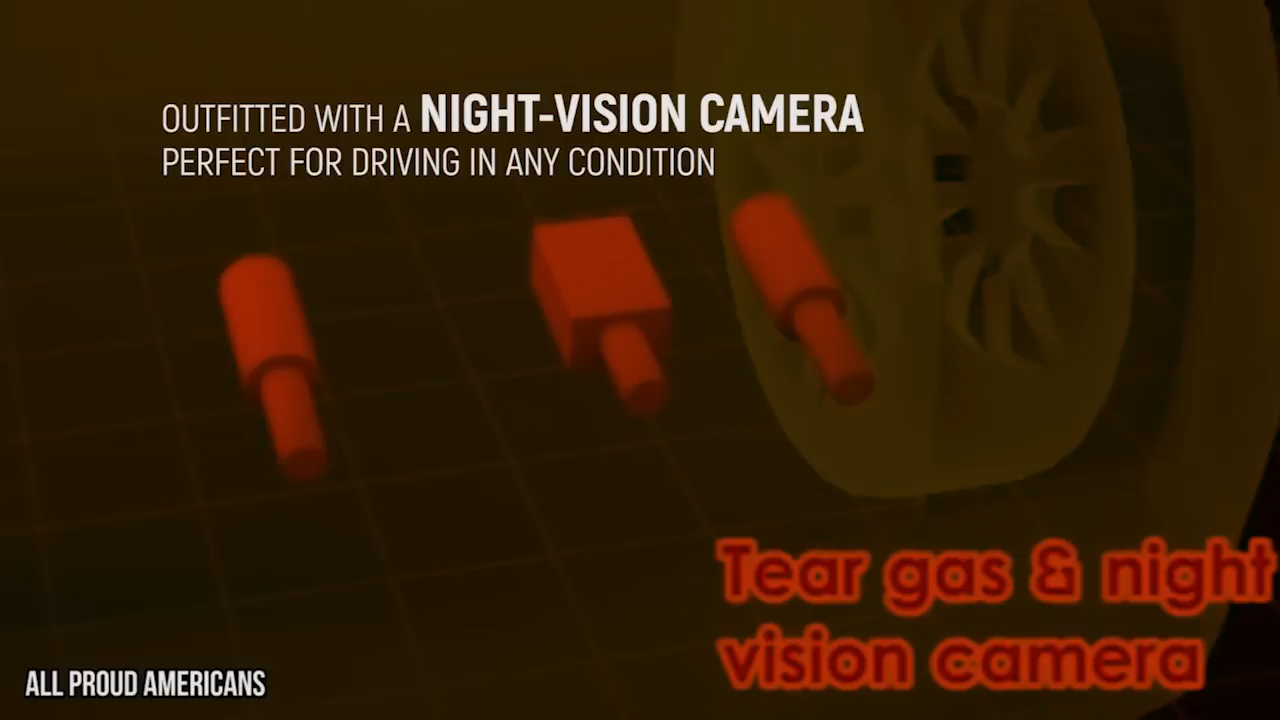 OUTFITTED WITH A NIGHT-VISION CAMERA
PERFECT FOR DRIVING IN ANY CONDITION
Tear gas & night
vision camera
ALL PROUD AMERICANS